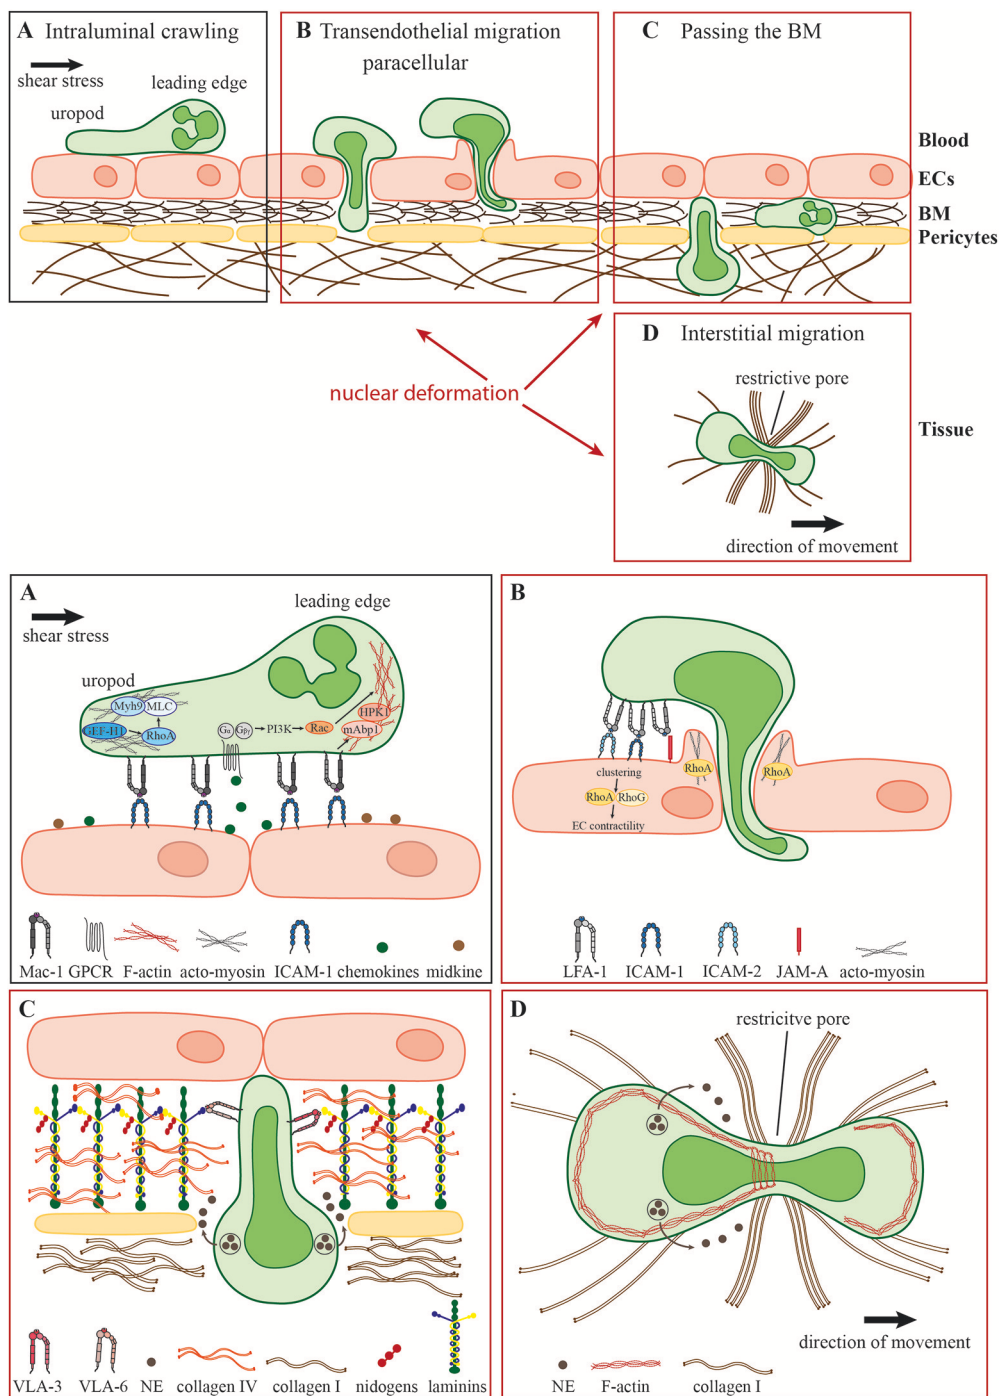 A Intraluminal crawling
shear stress
leading edge
uropod
B Transendothelial migration
paracellular
C Passing the BM
Blood
ECs
BM
Pericytes
nuclear deformation
D Interstitial migration
restrictive pore
direction of movement
Tissue
A
shear stress
leading edge
uropod
Myh9 MLC
GEF-H1 RhoA
Gα Gβγ PI3K Rac
HPK1
mAbp1
Mac-1 GPCR F-actin acto-myosin ICAM-1 chemokines midkine
B
clustering
RhoA RhoG
EC contractility
RhoA
RhoA
LFA-1 ICAM-1 ICAM-2 JAM-A acto-myosin
C
VLA-3 VLA-6 NE collagen IV collagen I nidogens laminins
D
restricitve pore
direction of movement
NE F-actin collagen I